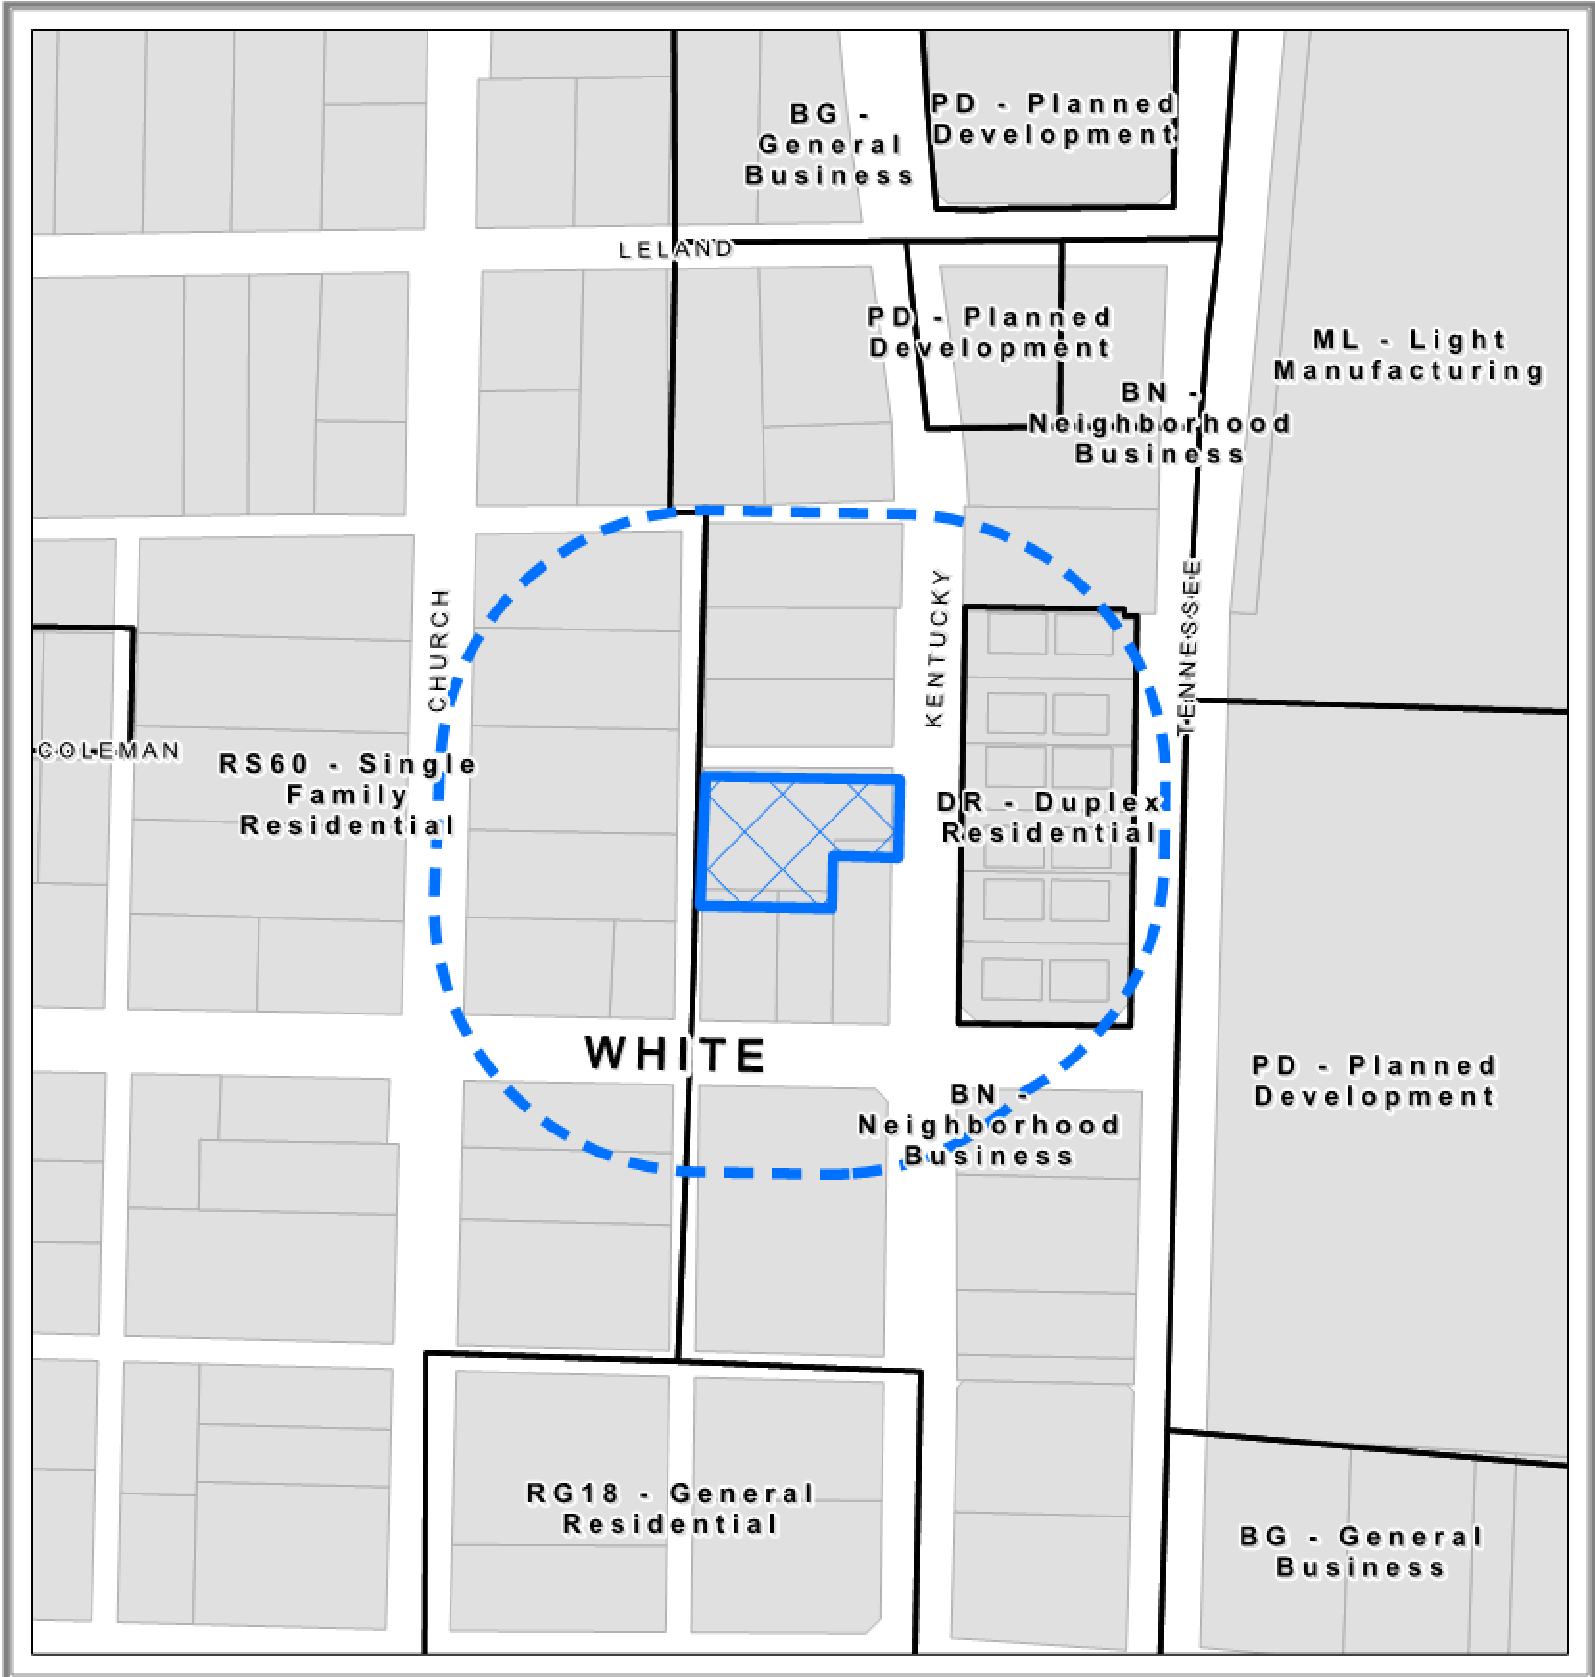 BG -
General
Business
PD - Planned
Development
LELAND
PD - Planned
Development
ML - Light
Manufacturing
BN -
Neighborhood
Business
CHURCH
KENTUCKY
TENNESSEE
COLEMAN
RS60 - Single
Family
Residential
DR - Duplex
Residential
WHITE
PD - Planned
Development
BN -
Neighborhood
Business
RG18 - General
Residential
BG - General
Business